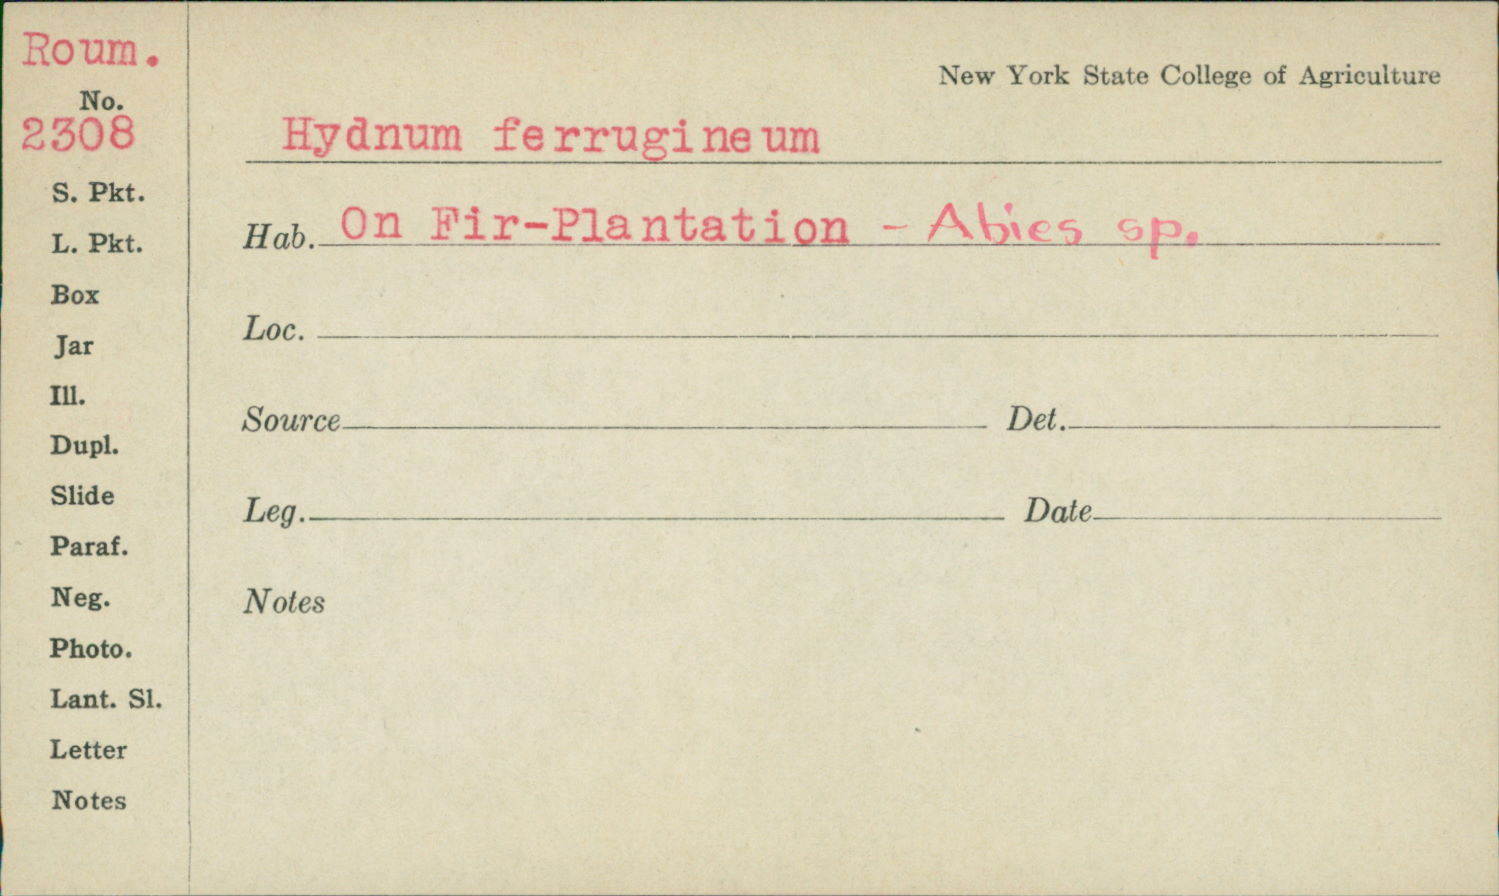 Roum.
No.
2308
S. Pkt.
L. Pkt.
Box
Jar
Ill.
Dupl.
Slide
Paraf.
Neg.
Photo.
Lant. Sl.
Letter
Notes
New York State College of Agriculture
Hydnum ferrugineum
Hab. On Fir-Plantation - Abies sp.
Loc.
Source Det.
Leg. Date
Notes